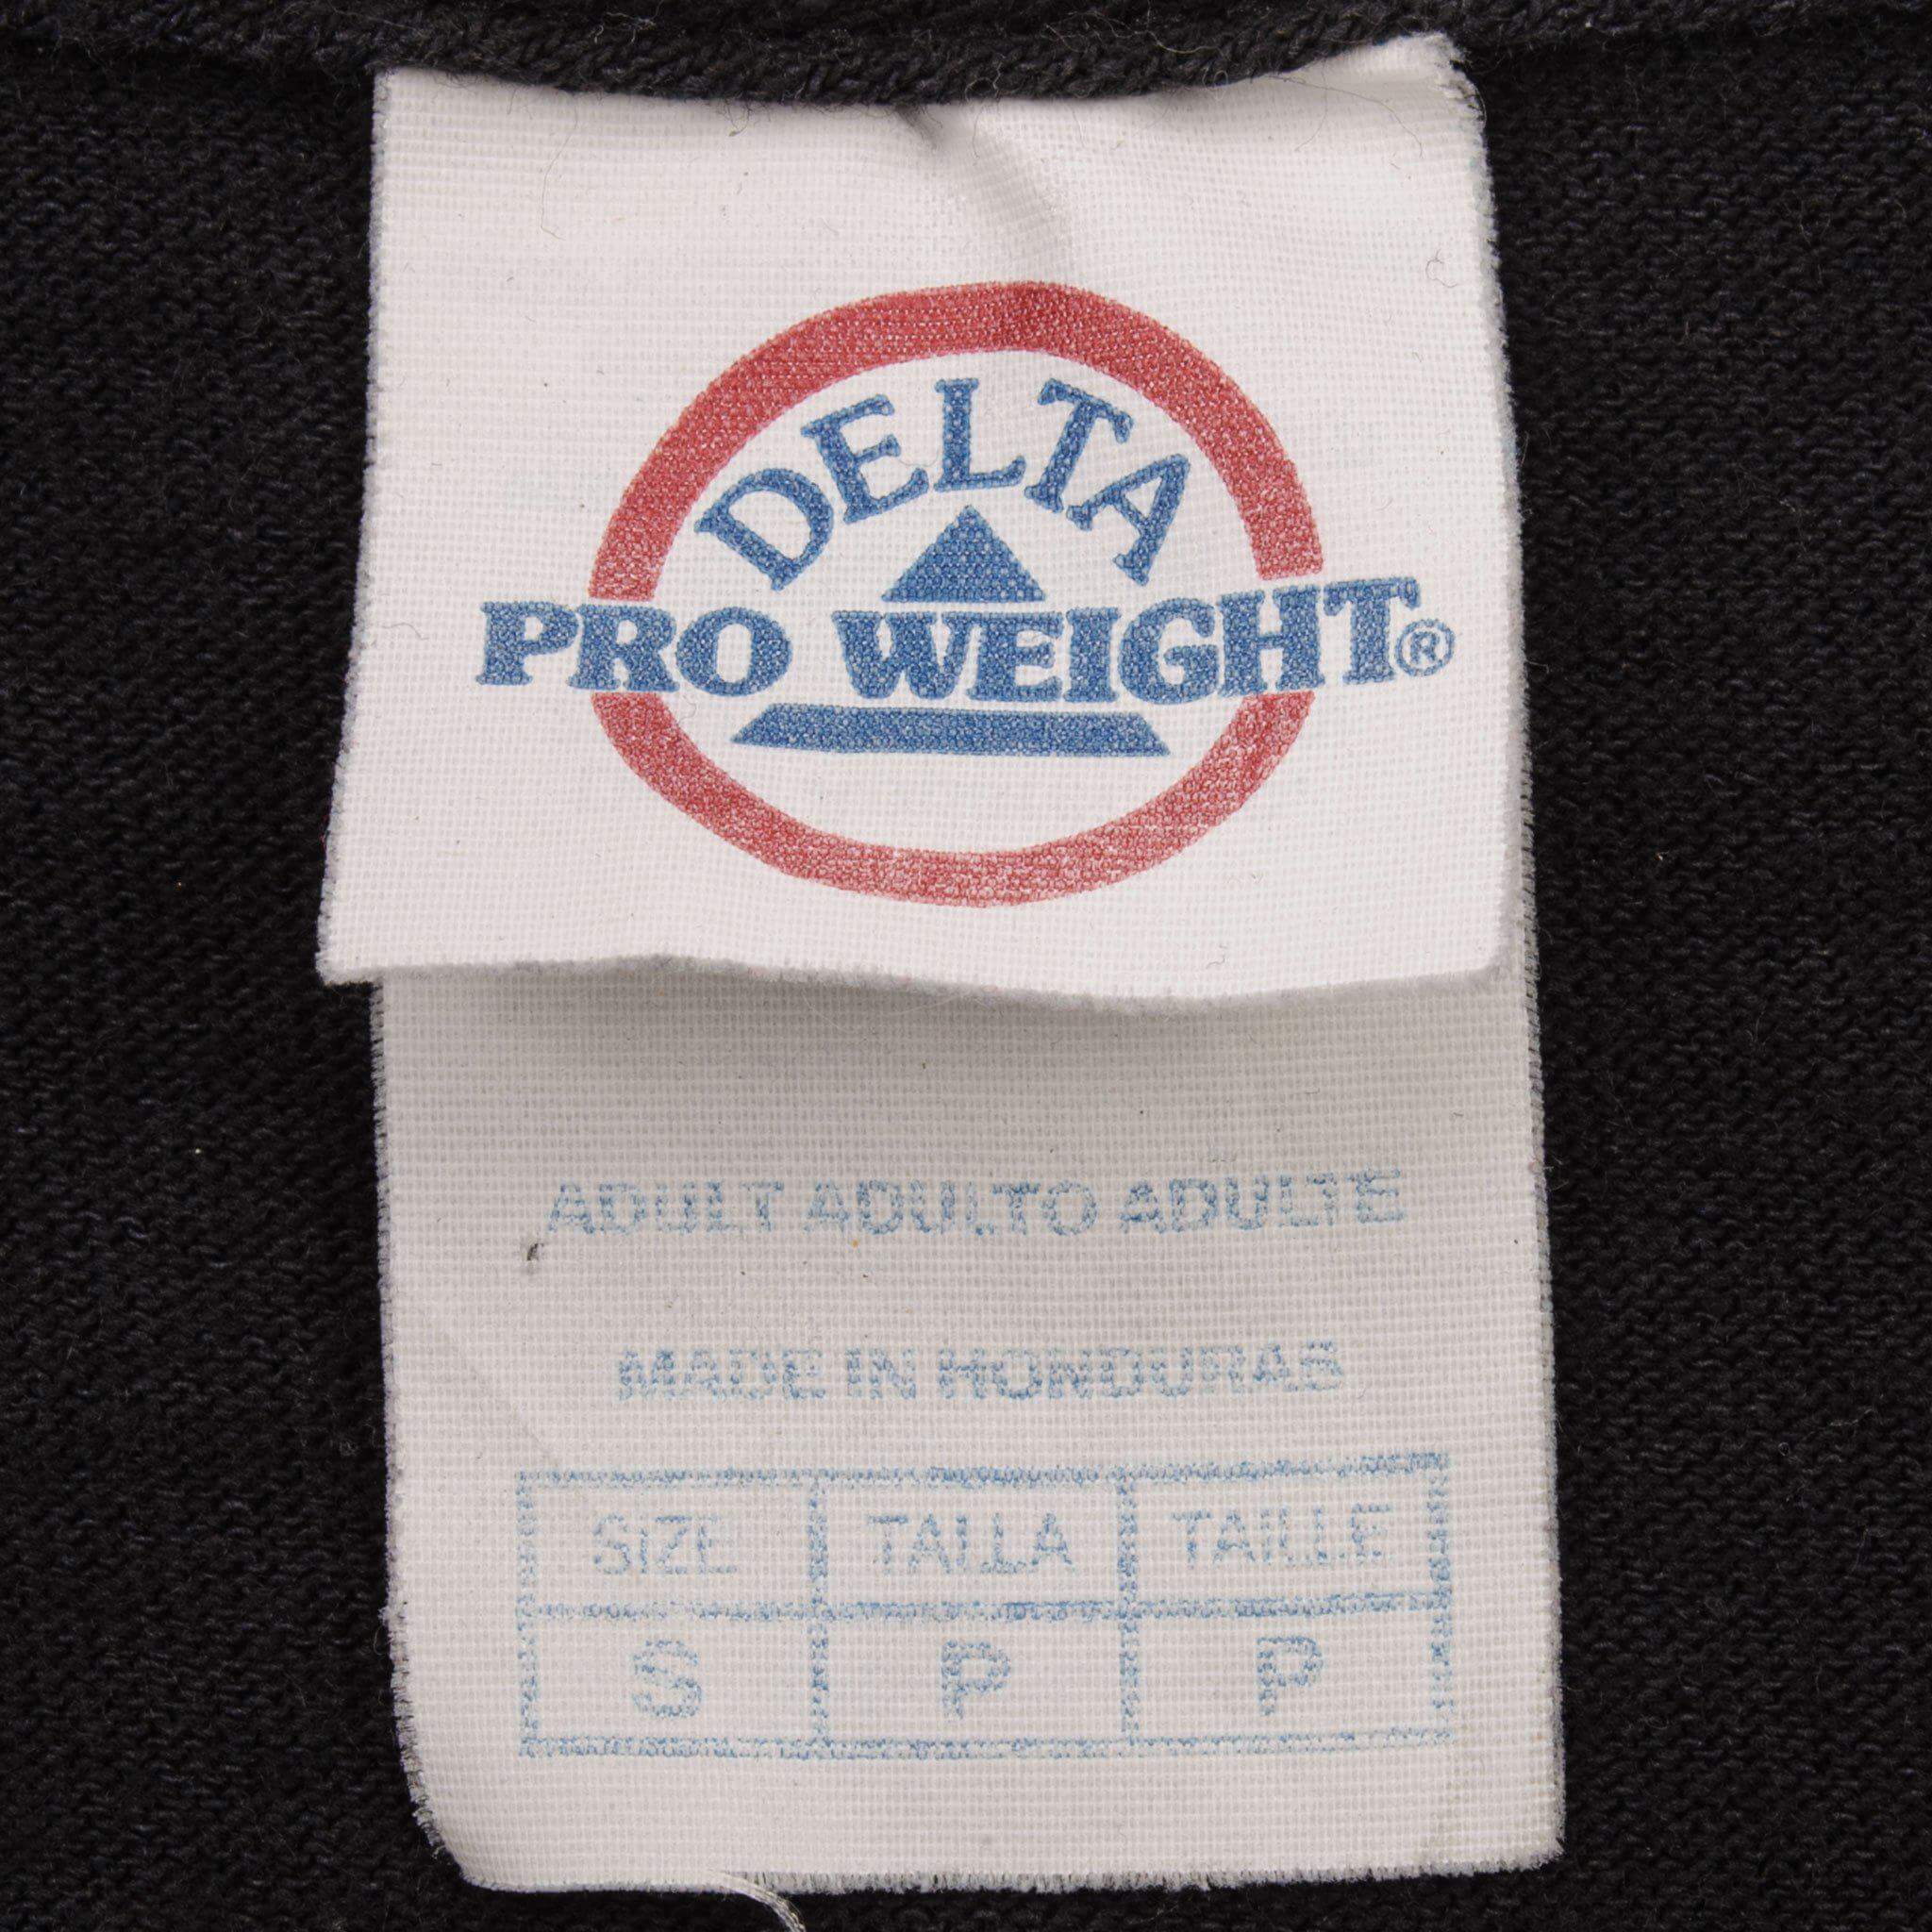 DELTA
PRO WEIGHT®
ADULT ADULTO ADULTE
MADE IN HONDURAS
SIZE TALLA TAILLE
S P P